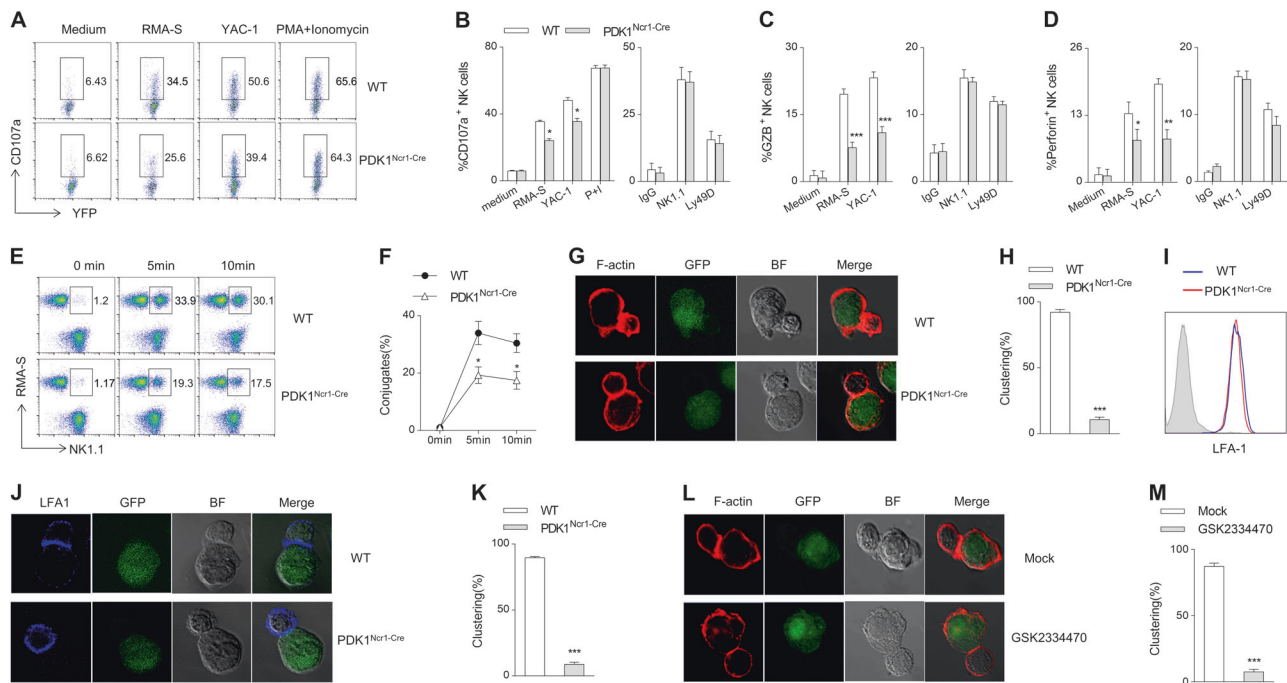 A
Medium RMA-S YAC-1 PMA+Ionomycin
6.43 34.5 50.6 65.6 WT
6.62 25.6 39.4 64.3 PDK1Ncr1-Cre
CD107a
YFP
B
WT PDK1Ncr1-Cre
%CD107a+ NK cells
80
40
0
* *
medium RMA-S YAC-1 P+I
50
25
0
IgG NK1.1 Ly49D
C
%GZB+ NK cells
30
15
0
*** ***
Medium RMA-S YAC-1
30
15
0
IgG NK1.1 Ly49D
D
%Perforin+ NK cells
26
13
0
* **
Medium RMA-S YAC-1
20
10
0
IgG NK1.1 Ly49D
E
0 min 5min 10min
1.2 33.9 30.1 WT
1.17 19.3 17.5 PDK1Ncr1-Cre
RMA-S
NK1.1
F
WT
PDK1Ncr1-Cre
Conjugates(%)
40
20
0
* *
0min 5min 10min
G
F-actin GFP BF Merge
WT
PDK1Ncr1-Cre
H
WT
PDK1Ncr1-Cre
Clustering(%)
100
50
0
***
I
WT
PDK1Ncr1-Cre
LFA-1
J
LFA1 GFP BF Merge
WT
PDK1Ncr1-Cre
K
WT
PDK1Ncr1-Cre
Clustering(%)
100
50
0
***
L
F-actin GFP BF Merge
Mock
GSK2334470
M
Mock
GSK2334470
Clustering(%)
100
50
0
***